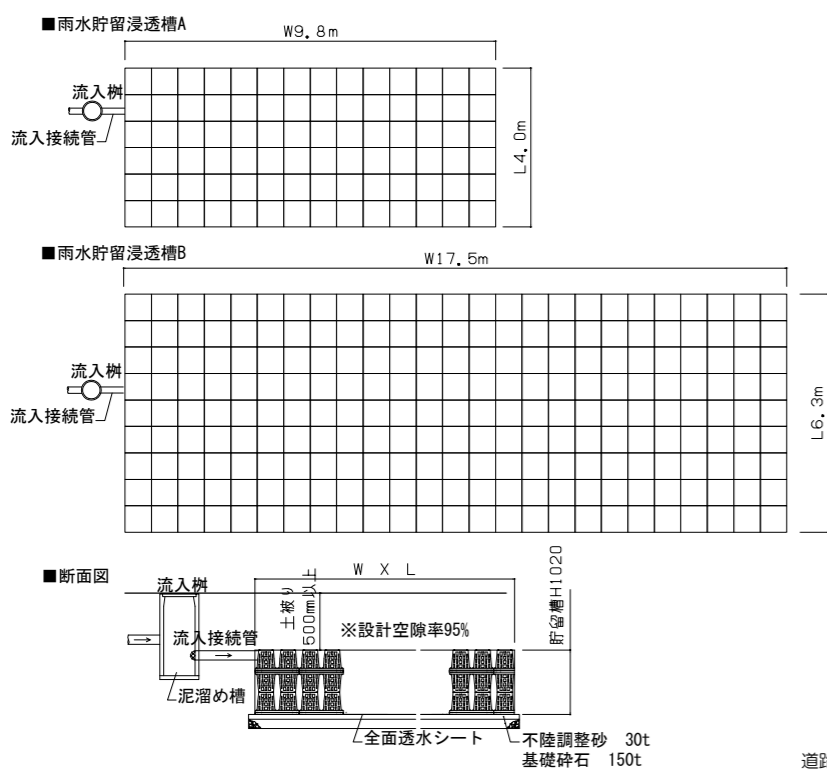 ■雨水貯留浸透槽A
W9.8m
流入桝
流入接続管
L4.0m
■雨水貯留浸透槽B
W17.5m
流入桝
流入接続管
L6.3m
■断面図
流入桝
W X L
土被り
500mm以上
※設計空隙率95%
貯留槽H1020
流入接続管
泥溜め槽
全面透水シート
不陸調整砂 30t
基礎砕石 150t
道路